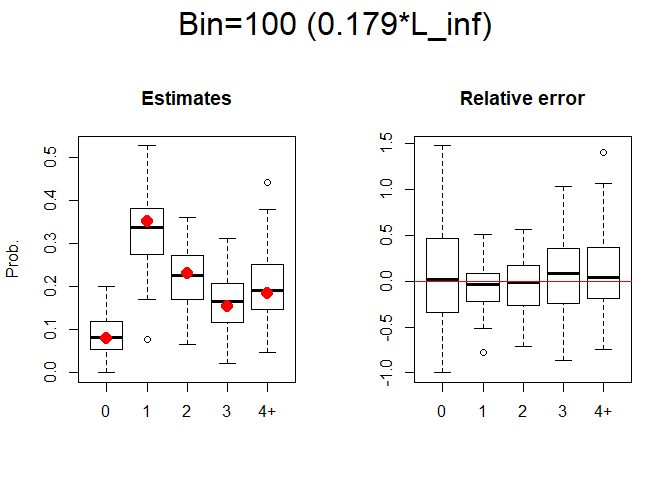 Bin=100 (0.179*L_inf)
Estimates
Relative error
Prob.
0.0 0.1 0.2 0.3 0.4 0.5
0 1 2 3 4+
-1.0 -0.5 0.0 0.5 1.0 1.5
0 1 2 3 4+